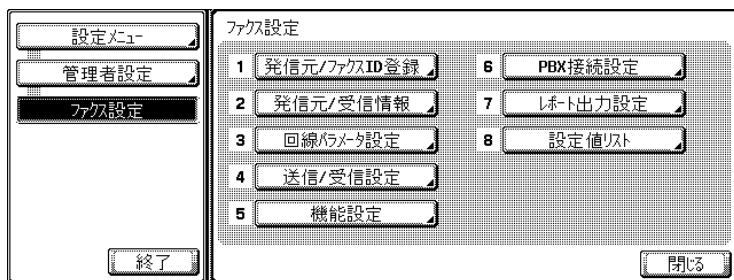 設定メニュー
管理者設定
ファクス設定
終了
ファクス設定
1 発信元/ファクスID登録
2 発信元/受信情報
3 回線パラメータ設定
4 送信/受信設定
5 機能設定
6 PBX接続設定
7 レポート出力設定
8 設定値リスト
閉じる